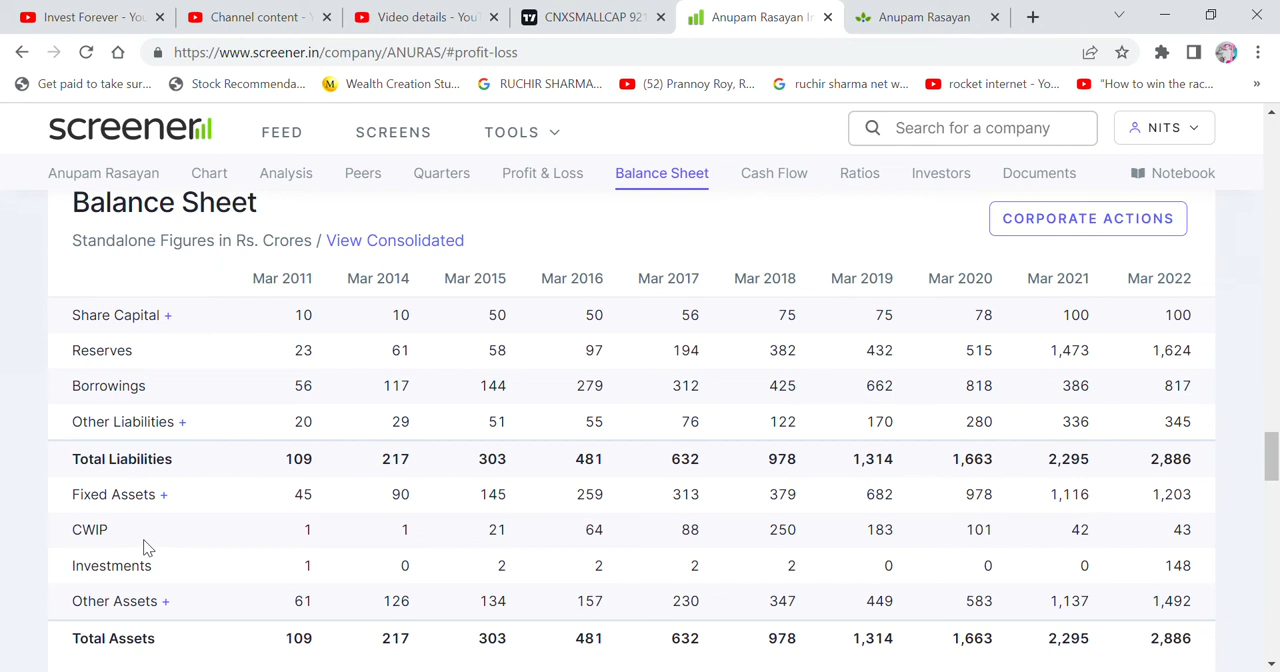 Invest Forever - You
Channel content - Y
Video details - YouT
CNXSMALLCAP 921
Anupam Rasayan In
Anupam Rasayan
https://www.screener.in/company/ANURAS/#profit-loss
Get paid to take sur...
Stock Recommenda...
M
Wealth Creation Stu...
RUCHIR SHARMA...
(52) Prannoy Roy, R...
ruchir sharma net w...
rocket internet - Yo...
"How to win the rac...
»
screener
FEED
SCREENS
TOOLS
Search for a company
NITS
Anupam Rasayan Chart Analysis Peers Quarters Profit & Loss Balance Sheet Cash Flow Ratios Investors Documents Notebook
Balance Sheet
CORPORATE ACTIONS
Standalone Figures in Rs. Crores / View Consolidated
Mar 2011 Mar 2014 Mar 2015 Mar 2016 Mar 2017 Mar 2018 Mar 2019 Mar 2020 Mar 2021 Mar 2022
Share Capital + 10 10 50 50 56 75 75 78 100 100
Reserves 23 61 58 97 194 382 432 515 1,473 1,624
Borrowings 56 117 144 279 312 425 662 818 386 817
Other Liabilities + 20 29 51 55 76 122 170 280 336 345
Total Liabilities 109 217 303 481 632 978 1,314 1,663 2,295 2,886
Fixed Assets + 45 90 145 259 313 379 682 978 1,116 1,203
CWIP 1 1 21 64 88 250 183 101 42 43
Investments 1 0 2 2 2 2 0 0 0 148
Other Assets + 61 126 134 157 230 347 449 583 1,137 1,492
Total Assets 109 217 303 481 632 978 1,314 1,663 2,295 2,886